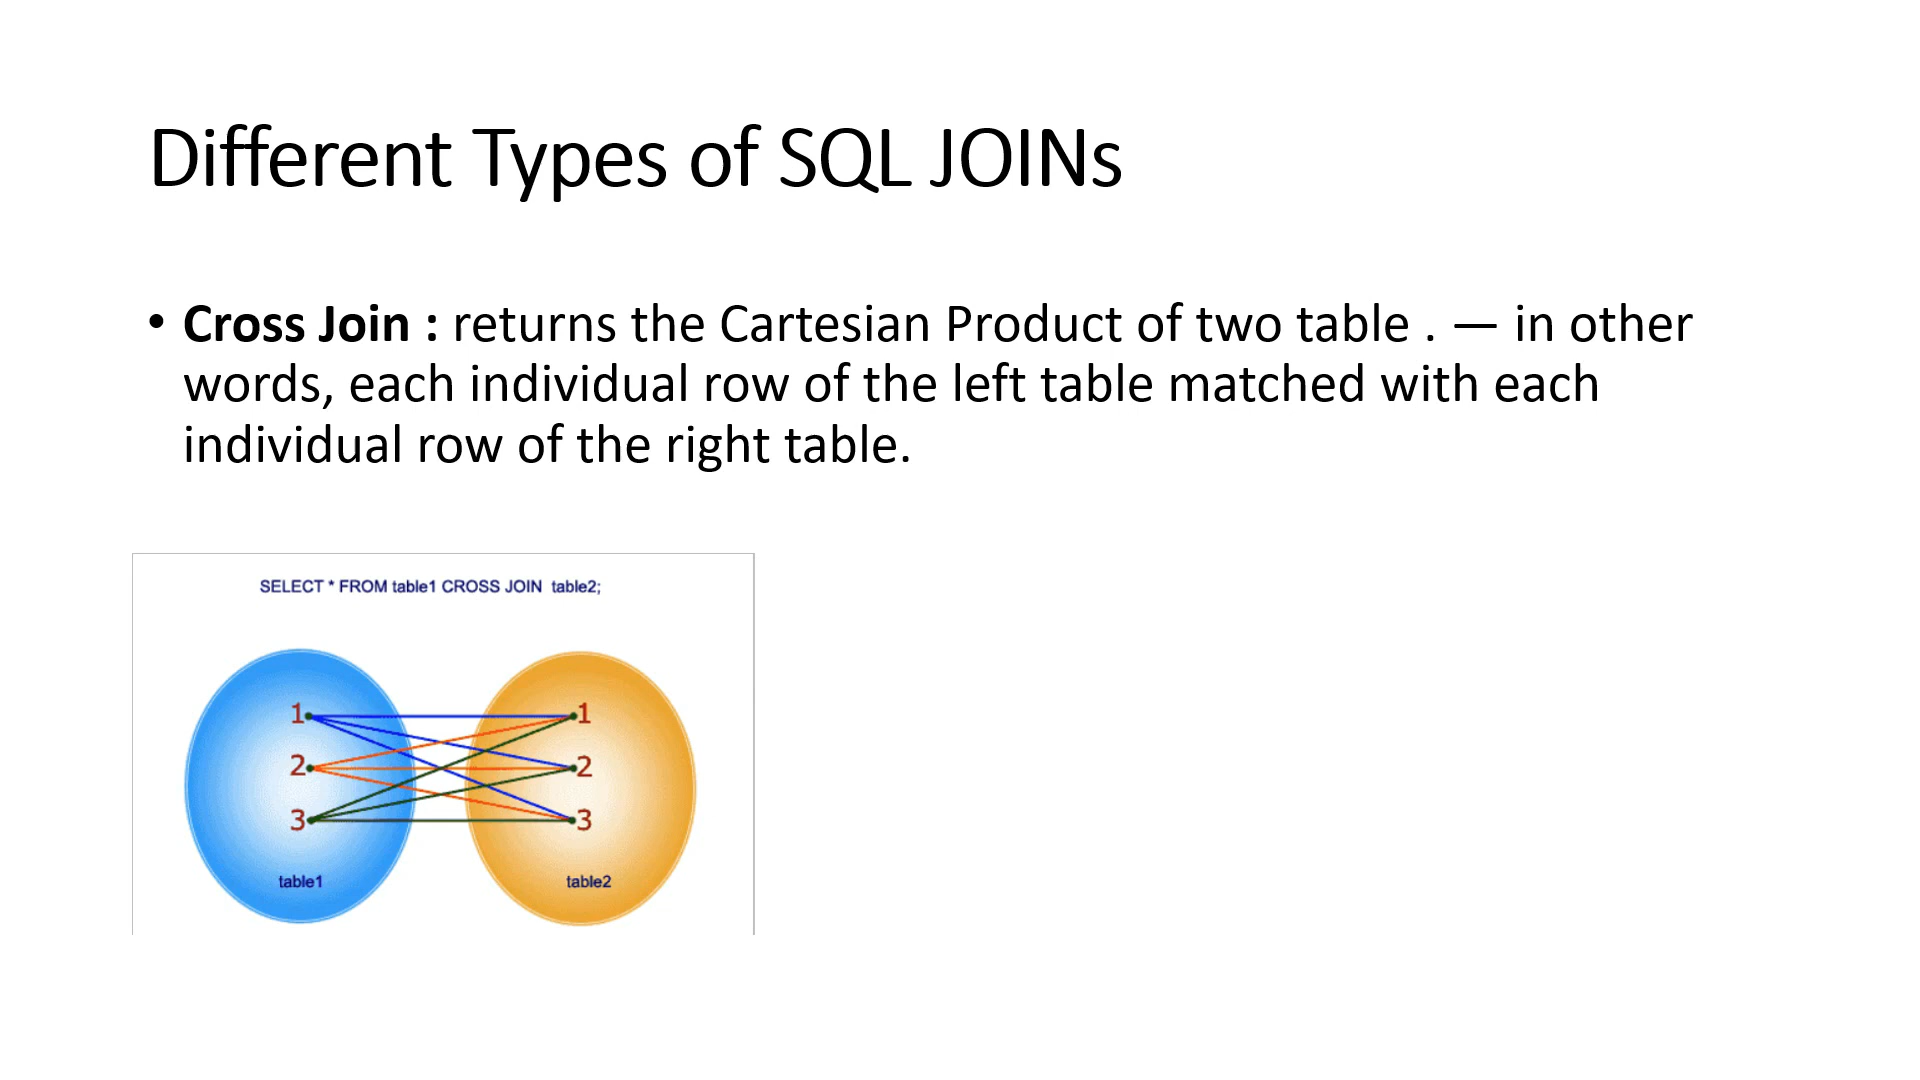 Different Types of SQL JOINs
• Cross Join : returns the Cartesian Product of two table . — in other
words, each individual row of the left table matched with each
individual row of the right table.
SELECT * FROM table1 CROSS JOIN table2;
1 1
2 2
3 3
table1 table2